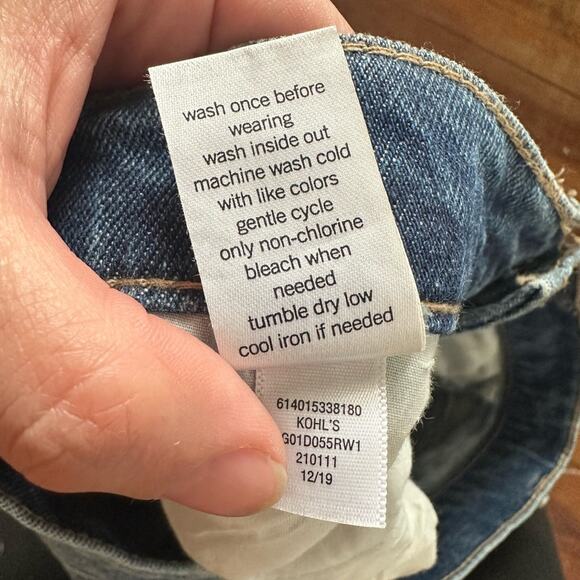 wash once before
wearing
wash inside out
machine wash cold
with like colors
gentle cycle
only non-chlorine
bleach when
needed
tumble dry low
cool iron if needed
614015338180
KOHL'S
G01D055RW1
210111
12/19